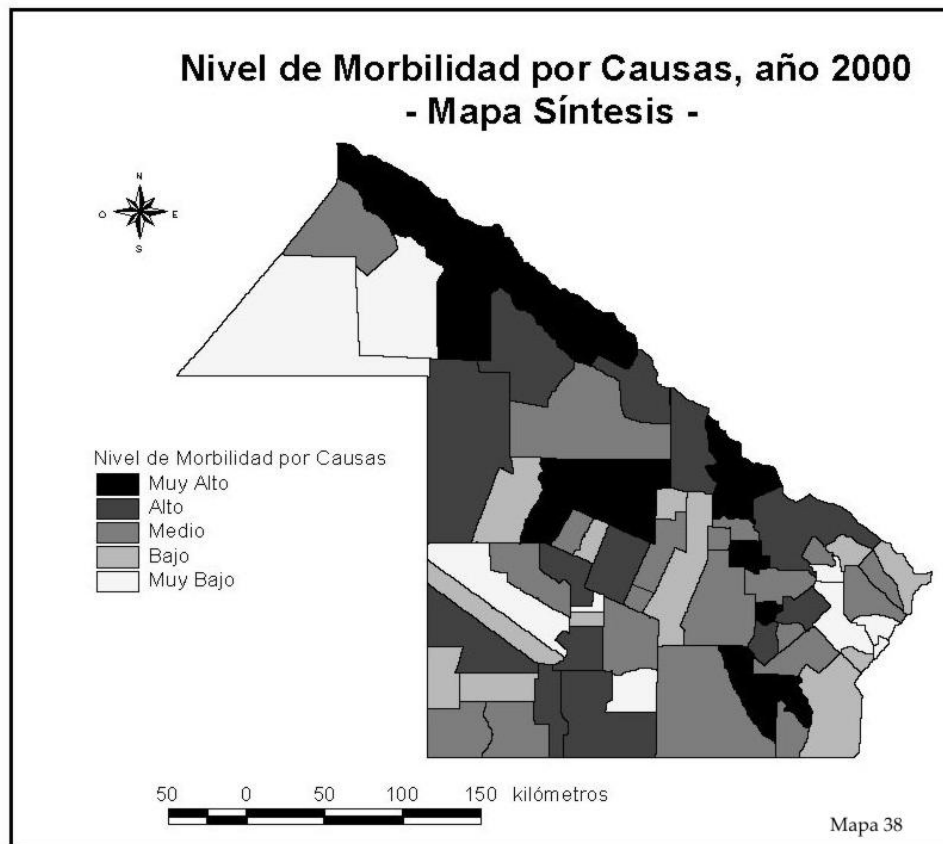 Nivel de Morbilidad por Causas, año 2000
- Mapa Síntesis -
N
O E
S
Nivel de Morbilidad por Causas
Muy Alto
Alto
Medio
Bajo
Muy Bajo
50 0 50 100 150 kilómetros
Mapa 38